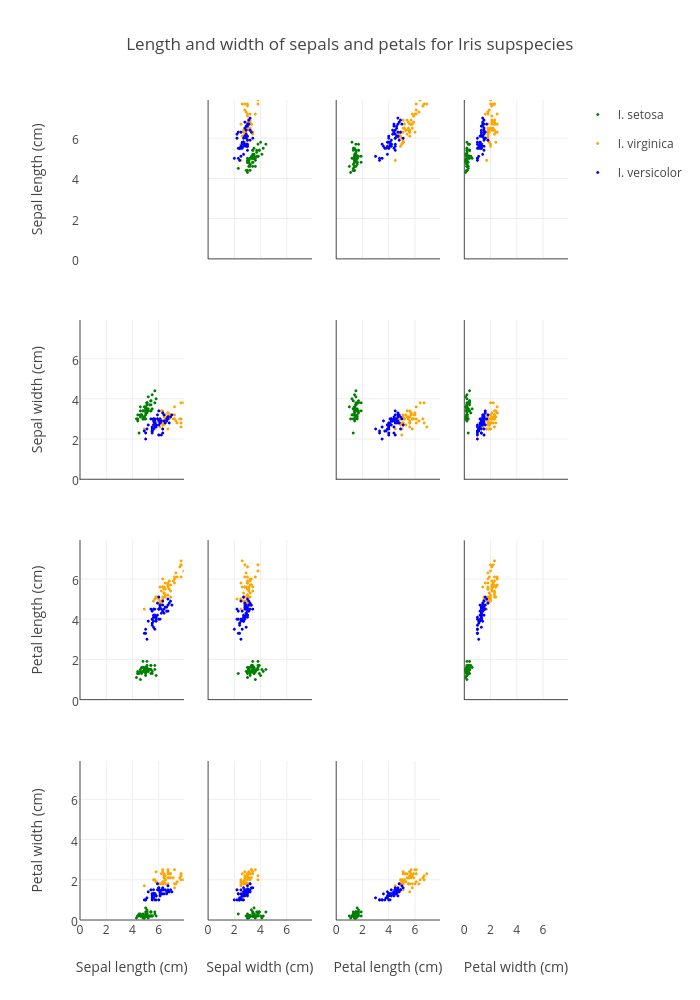 Length and width of sepals and petals for Iris supspecies
I. setosa
I. virginica
I. versicolor
Sepal length (cm)
6
4
2
0
Sepal width (cm)
6
4
2
0
Petal length (cm)
6
4
2
0
Petal width (cm)
6
4
2
0
0 2 4 6 0 2 4 6 0 2 4 6 0 2 4 6
Sepal length (cm) Sepal width (cm) Petal length (cm) Petal width (cm)